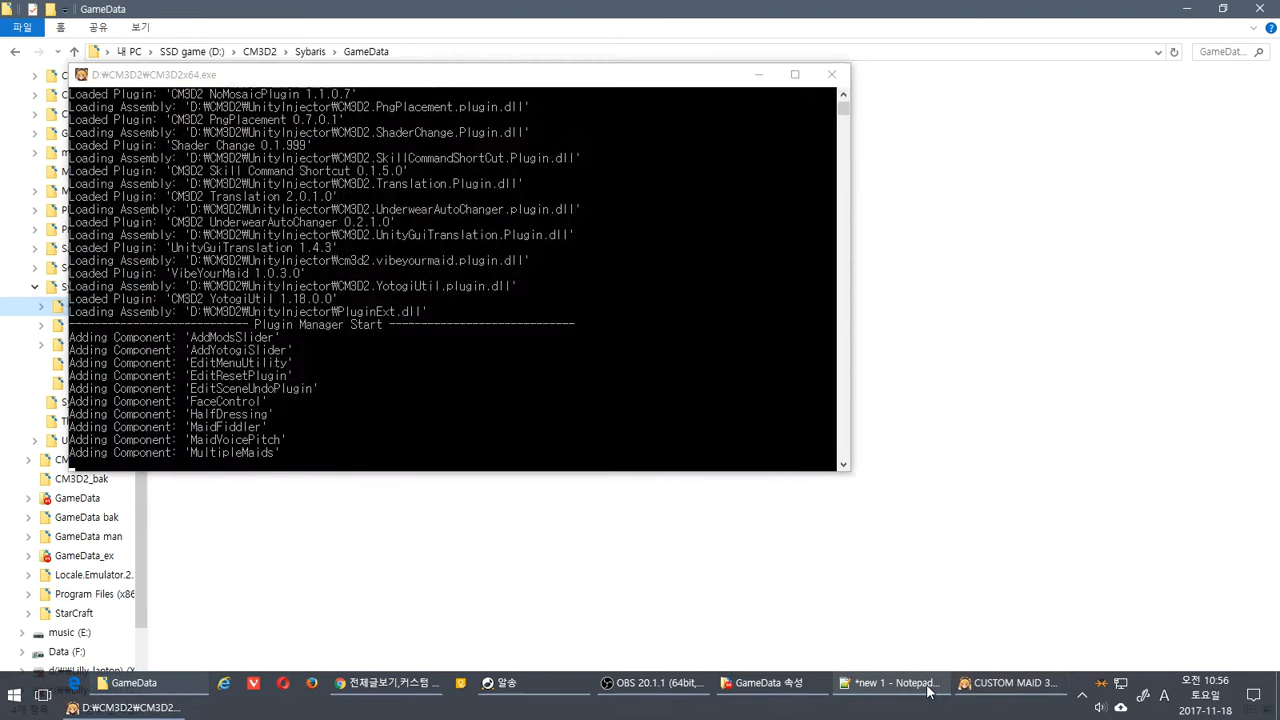 GameData
파일 홈 공유 보기
내 PC SSD game (D:) CM3D2 Sybaris GameData
GameDat...
D:₩CM3D2₩CM3D2x64.exe
Loaded Plugin: 'CM3D2 NoMosaicPlugin 1.1.0.7'
Loading Assembly: 'D:₩CM3D2₩UnityInjector₩CM3D2.PngPlacement.plugin.dll'
Loaded Plugin: 'CM3D2 PngPlacement 0.7.0.1'
Loading Assembly: 'D:₩CM3D2₩UnityInjector₩CM3D2.ShaderChange.Plugin.dll'
Loaded Plugin: 'Shader Change 0.1.999'
Loading Assembly: 'D:₩CM3D2₩UnityInjector₩CM3D2.SkillCommandShortCut.Plugin.dll'
Loaded Plugin: 'CM3D2 Skill Command Shortcut 0.1.5.0'
Loading Assembly: 'D:₩CM3D2₩UnityInjector₩CM3D2.Translation.Plugin.dll'
Loaded Plugin: 'CM3D2 Translation 2.0.1.0'
Loading Assembly: 'D:₩CM3D2₩UnityInjector₩CM3D2.UnderwearAutoChanger.plugin.dll'
Loaded Plugin: 'CM3D2 UnderwearAutoChanger 0.2.1.0'
Loading Assembly: 'D:₩CM3D2₩UnityInjector₩CM3D2.UnityGuiTranslation.Plugin.dll'
Loaded Plugin: 'UnityGuiTranslation 1.4.3'
Loading Assembly: 'D:₩CM3D2₩UnityInjector₩cm3d2.vibeyourmaid.plugin.dll'
Loaded Plugin: 'VibeYourMaid 1.0.3.0'
Loading Assembly: 'D:₩CM3D2₩UnityInjector₩CM3D2.YotogiUtil.plugin.dll'
Loaded Plugin: 'CM3D2 YotogiUtil 1.18.0.0'
Loading Assembly: 'D:₩CM3D2₩UnityInjector₩PluginExt.dll'
---------------------------- Plugin Manager Start -----------------------------
Adding Component: 'AddModsSlider'
Adding Component: 'AddYotogiSlider'
Adding Component: 'EditMenuUtility'
Adding Component: 'EditResetPlugin'
Adding Component: 'EditSceneUndoPlugin'
Adding Component: 'FaceControl'
Adding Component: 'HalfDressing'
Adding Component: 'MaidFiddler'
Adding Component: 'MaidVoicePitch'
Adding Component: 'MultipleMaids'
CM3D2_bak
GameData
GameData bak
GameData man
GameData_ex
Locale.Emulator.2.
Program Files (x86
StarCraft
music (E:)
Data (F:)
GameData
전체글보기,커스텀 ...
알송
OBS 20.1.1 (64bit,...
GameData 속성
*new 1 - Notepad...
CUSTOM MAID 3...
D:₩CM3D2₩CM3D2...
A
오전 10:56
토요일
2017-11-18